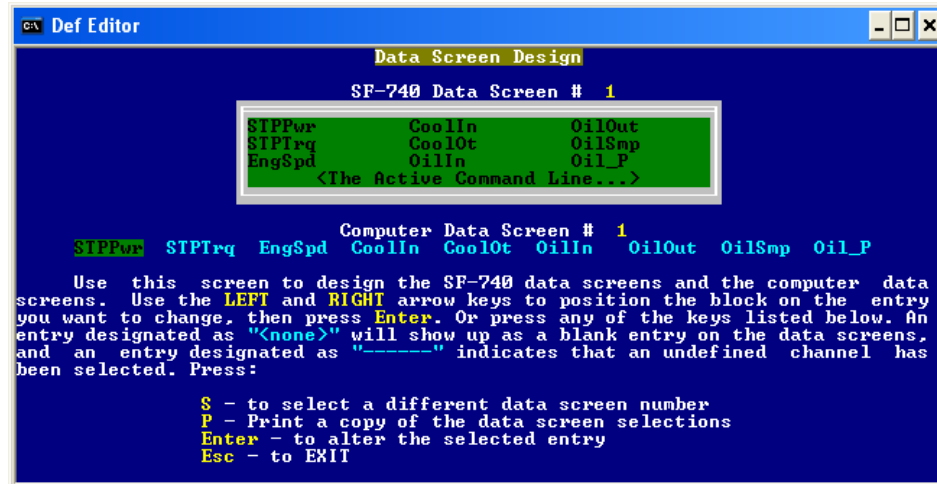 Def Editor
Data Screen Design
SF-740 Data Screen # 1
STPPwr CoolIn OilOut
STPTrq CoolOt OilSmp
EngSpd OilIn Oil_P
<The Active Command Line...>
Computer Data Screen # 1
STPPwr STPTrq EngSpd CoolIn CoolOt OilIn OilOut OilSmp Oil_P
Use this screen to design the SF-740 data screens and the computer data
screens. Use the LEFT and RIGHT arrow keys to position the block on the entry
you want to change, then press Enter. Or press any of the keys listed below. An
entry designated as "<none>" will show up as a blank entry on the data screens,
and an entry designated as "------" indicates that an undefined channel has
been selected. Press:
S - to select a different data screen number
P - Print a copy of the data screen selections
Enter - to alter the selected entry
Esc - to EXIT